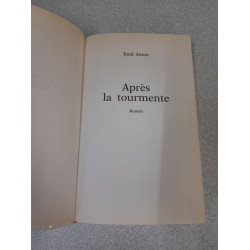 Emil Anton
Après
la tourmente
Roman